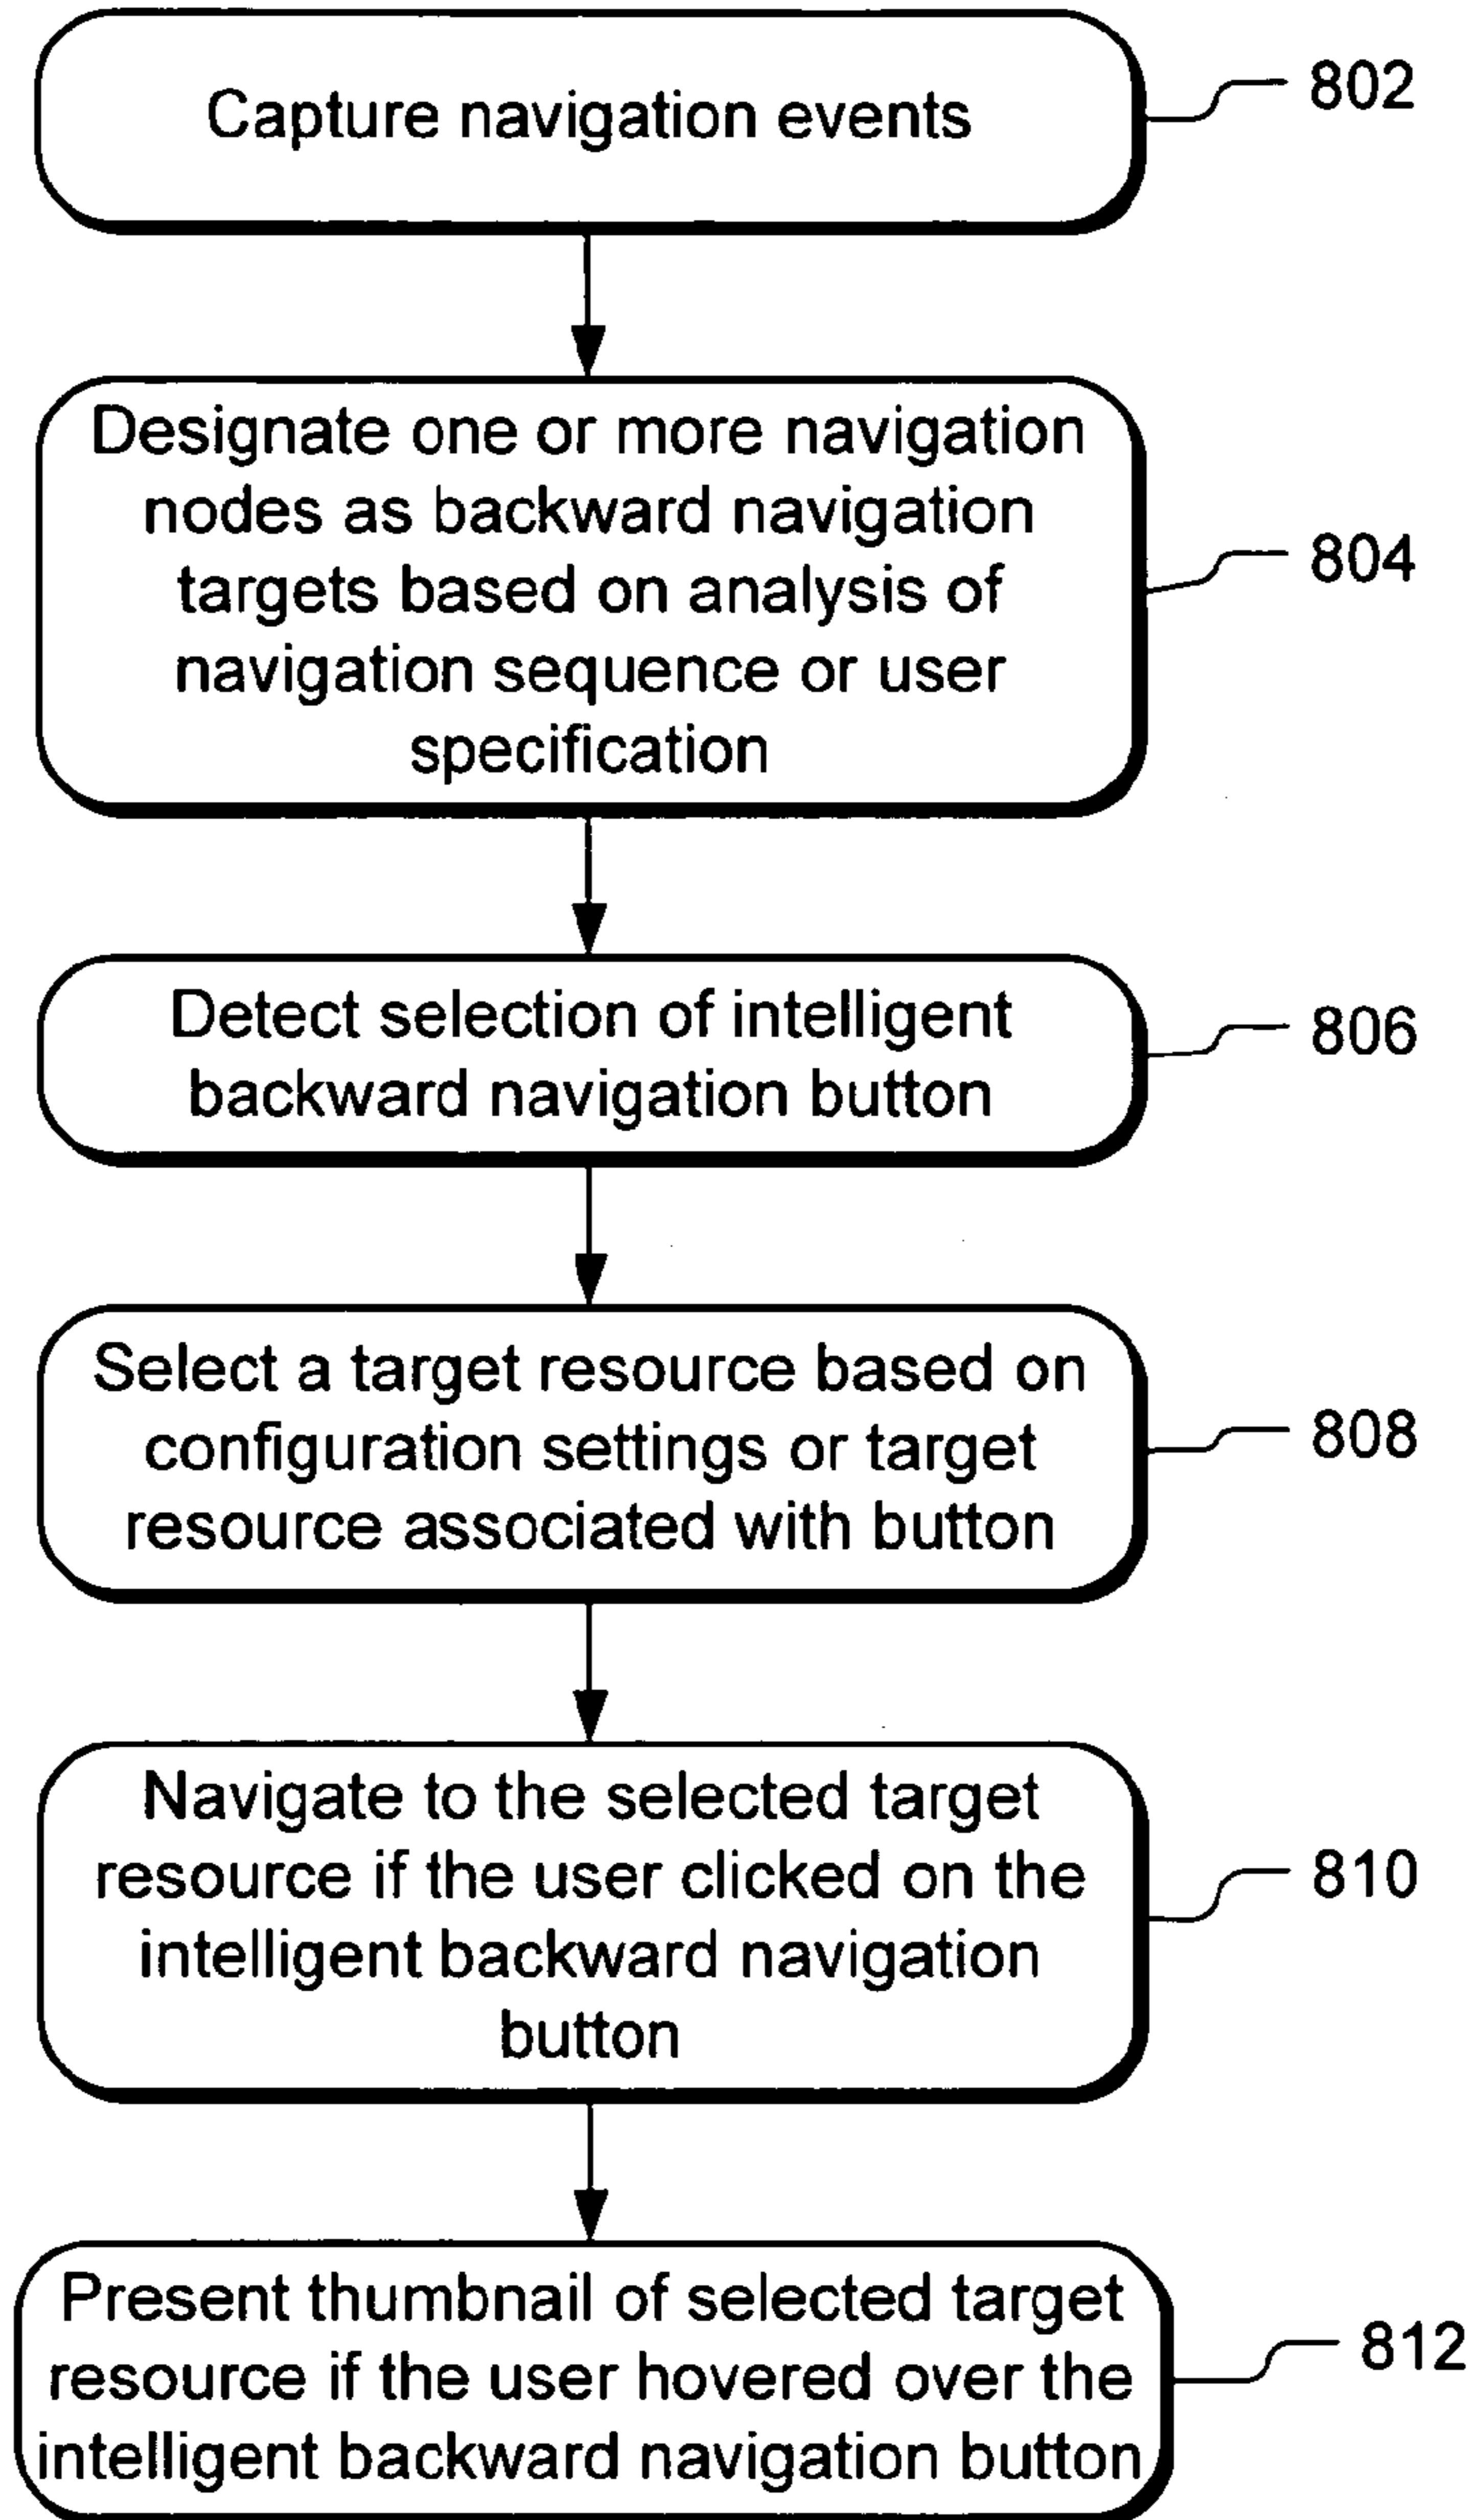 Capture navigation events
802
Designate one or more navigation
nodes as backward navigation
targets based on analysis of
navigation sequence or user
specification
804
Detect selection of intelligent
backward navigation button
806
Select a target resource based on
configuration settings or target
resource associated with button
808
Navigate to the selected target
resource if the user clicked on the
intelligent backward navigation
button
810
Present thumbnail of selected target
resource if the user hovered over the
intelligent backward navigation button
812